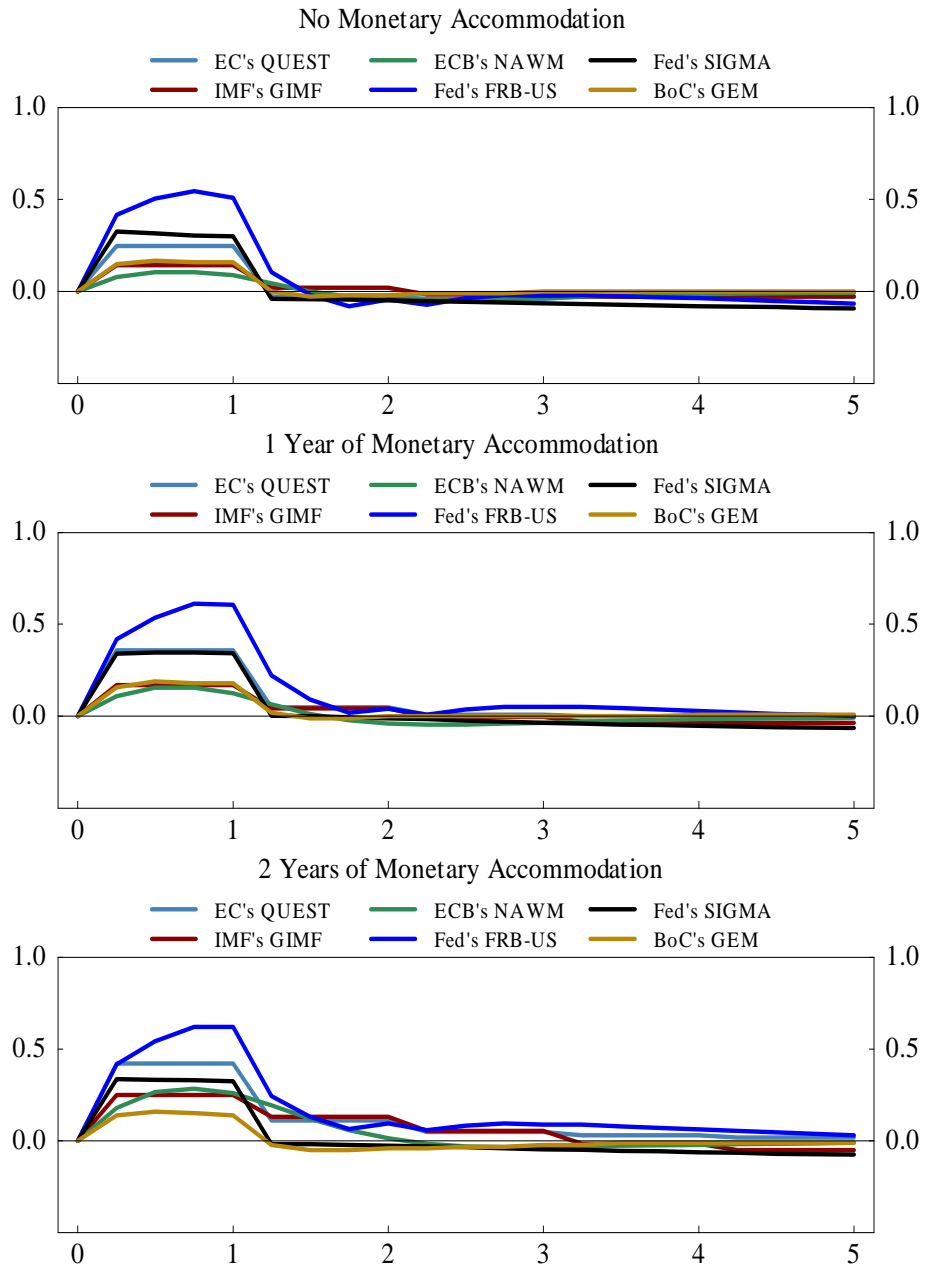 No Monetary Accommodation
EC's QUEST ECB's NAWM Fed's SIGMA
IMF's GIMF Fed's FRB-US BoC's GEM
1.0 1.0
0.5 0.5
0.0 0.0
0 1 2 3 4 5
1 Year of Monetary Accommodation
EC's QUEST ECB's NAWM Fed's SIGMA
IMF's GIMF Fed's FRB-US BoC's GEM
1.0 1.0
0.5 0.5
0.0 0.0
0 1 2 3 4 5
2 Years of Monetary Accommodation
EC's QUEST ECB's NAWM Fed's SIGMA
IMF's GIMF Fed's FRB-US BoC's GEM
1.0 1.0
0.5 0.5
0.0 0.0
0 1 2 3 4 5